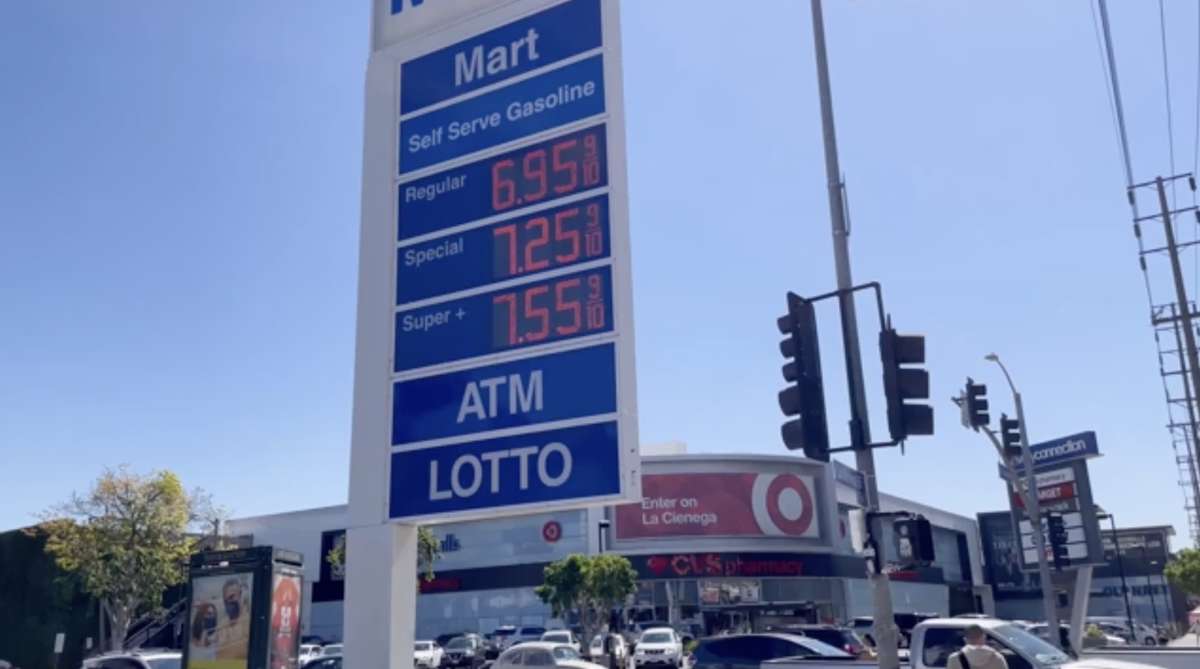 Mart
Self Serve Gasoline
Regular 6.95 9/10
Special 7.25 9/10
Super + 7.55 9/10
ATM
LOTTO
Enter on
La Cienega
CVS pharmacy
connection